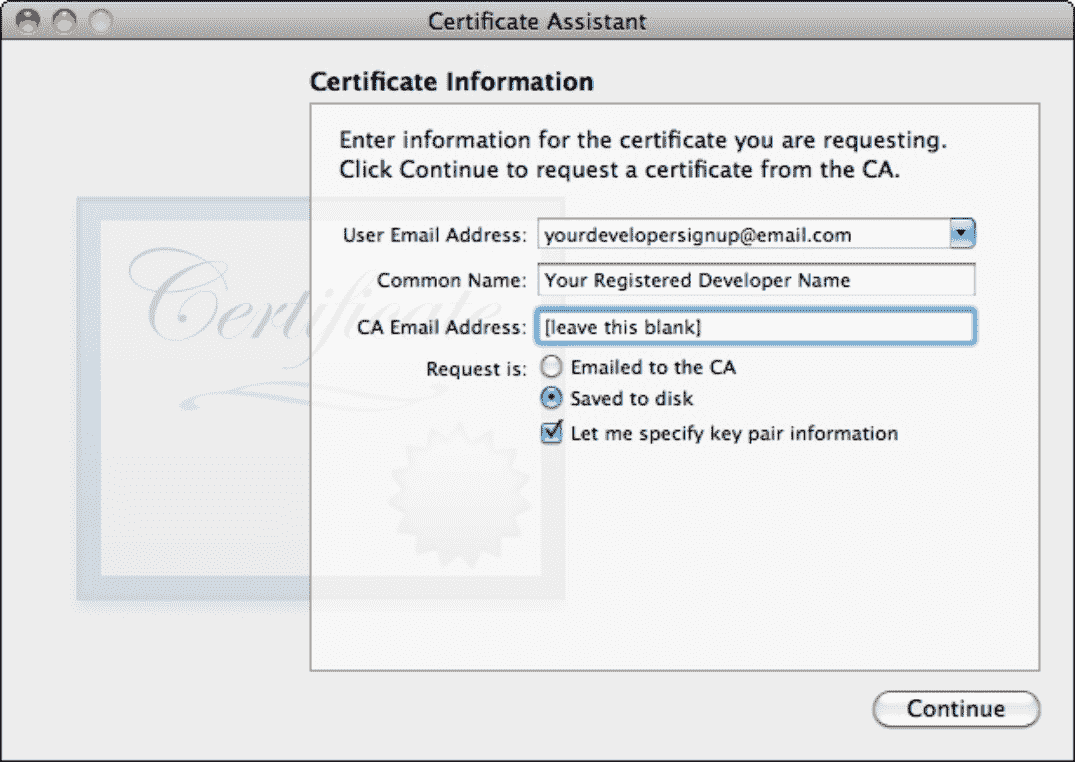 Certificate Assistant
Certificate Information
Enter information for the certificate you are requesting.
Click Continue to request a certificate from the CA.
User Email Address: yourdevelopersignup@email.com
Common Name: Your Registered Developer Name
CA Email Address: [leave this blank]
Request is: Emailed to the CA
Saved to disk
Let me specify key pair information
Certificate
Continue